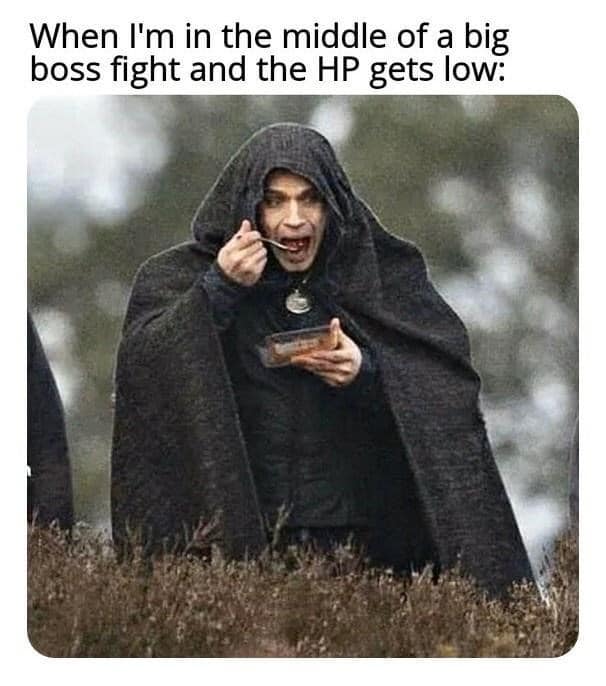 When I'm in the middle of a big
boss fight and the HP gets low: